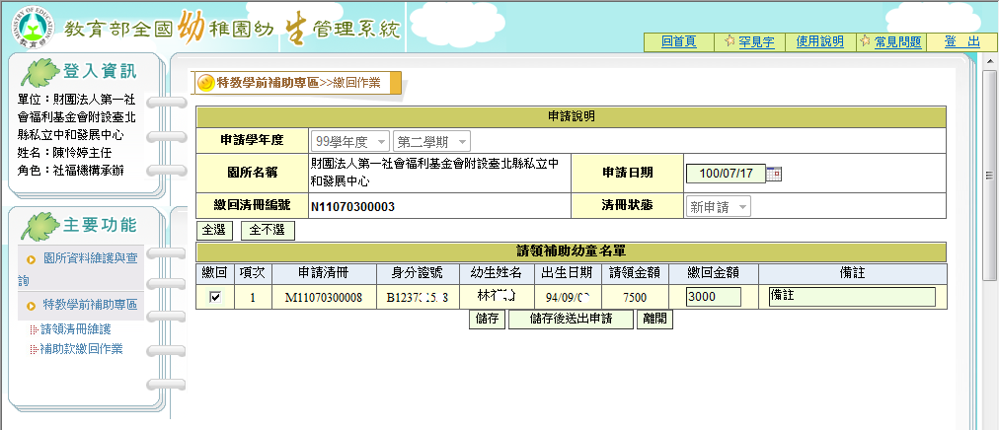 MINISTRY OF EDUCATION
教育部
教育部全國幼稚園幼生管理系統
回首頁 罕見字 使用說明 常見問題 登 出
登入資訊
單位：財團法人第一社
會福利基金會附設臺北
縣私立中和發展中心
姓名：陳怜婷主任
角色：社福機構承辦
主要功能
園所資料維護與查
詢
特教學前補助專區
請領清冊維護
補助款繳回作業
特教學前補助專區>>繳回作業
申請說明
申請學年度 99學年度 第二學期
園所名稱 財團法人第一社會福利基金會附設臺北縣私立中
和發展中心 申請日期 100/07/17
繳回清冊編號 N11070300003 清冊狀態 新申請
全選 全不選
請領補助幼童名單
繳回 項次 申請清冊 身分證號 幼生姓名 出生日期 請領金額 繳回金額 備註
1 M11070300008 B1237 林 94/09/ 7500 3000 備註
儲存 儲存後送出申請 離開